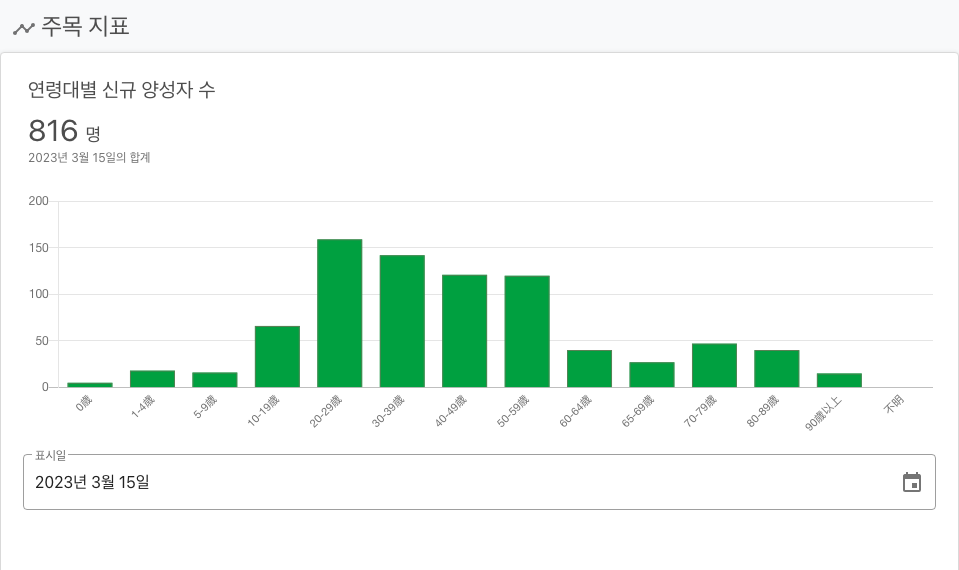 주목 지표
연령대별 신규 양성자 수
816 명
2023년 3월 15일의 합계
200
150
100
50
0
0歳
1-4歳
5-9歳
10-19歳
20-29歳
30-39歳
40-49歳
50-59歳
60-64歳
65-69歳
70-79歳
80-89歳
90歳以上
不明
표시일
2023년 3월 15일